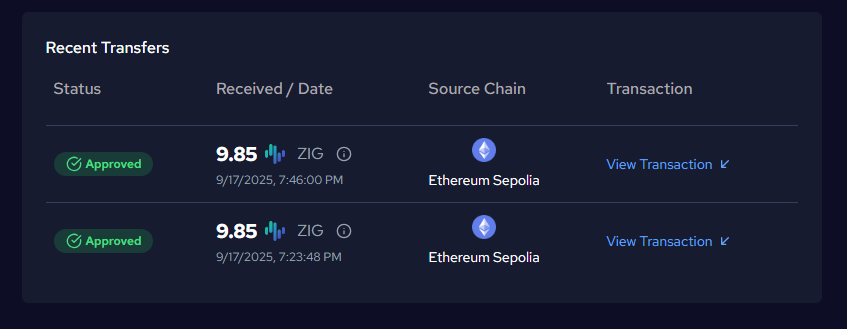 Recent Transfers
Status Received / Date Source Chain Transaction
Approved 9.85 ZIG View Transaction
9/17/2025, 7:46:00 PM Ethereum Sepolia
Approved 9.85 ZIG View Transaction
9/17/2025, 7:23:48 PM Ethereum Sepolia